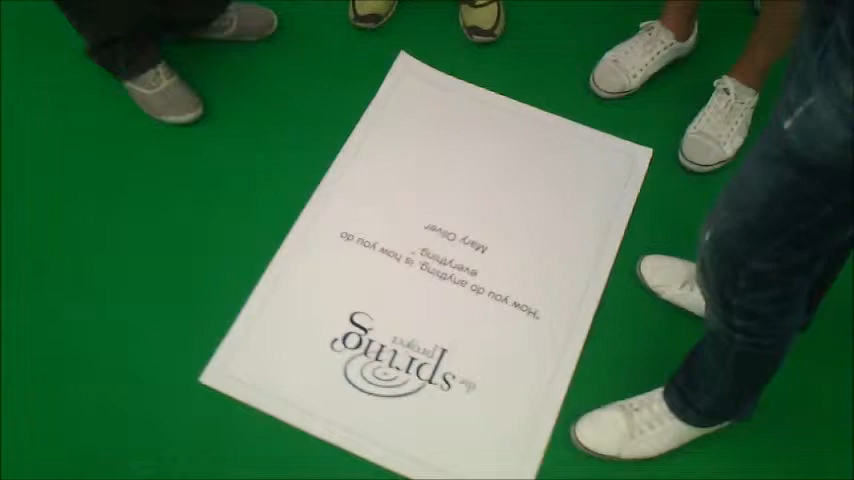 the
spring
project
"How you do anything, is how you do
everything "
Mary Oliver